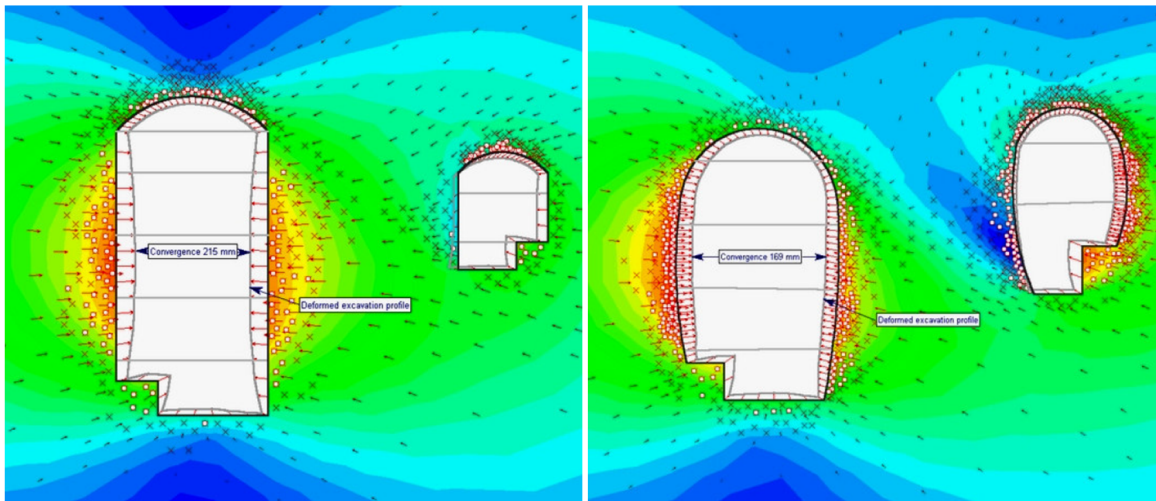 Convergence 215 mm
Deformed excavation profile
Convergence 169 mm
Deformed excavation profile